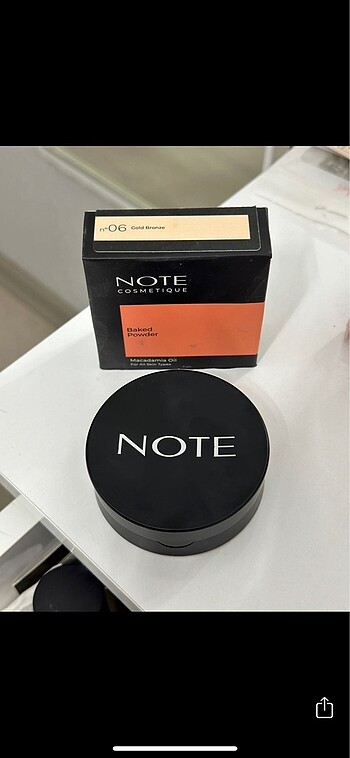 n°06 Gold Bronze
NOTE
COSMETIQUE
Baked
Powder
Macadamia Oil
For All Skin Types
NOTE